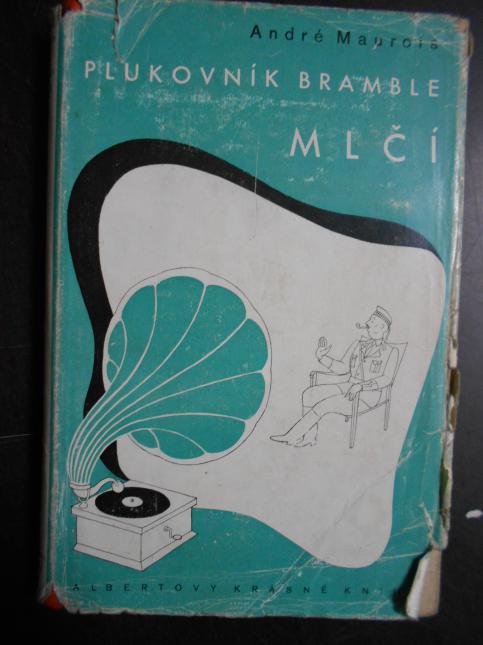 André Maurois
PLUKOVNÍK BRAMBLE
MLČÍ
ALBERTOVY KRÁSNÉ